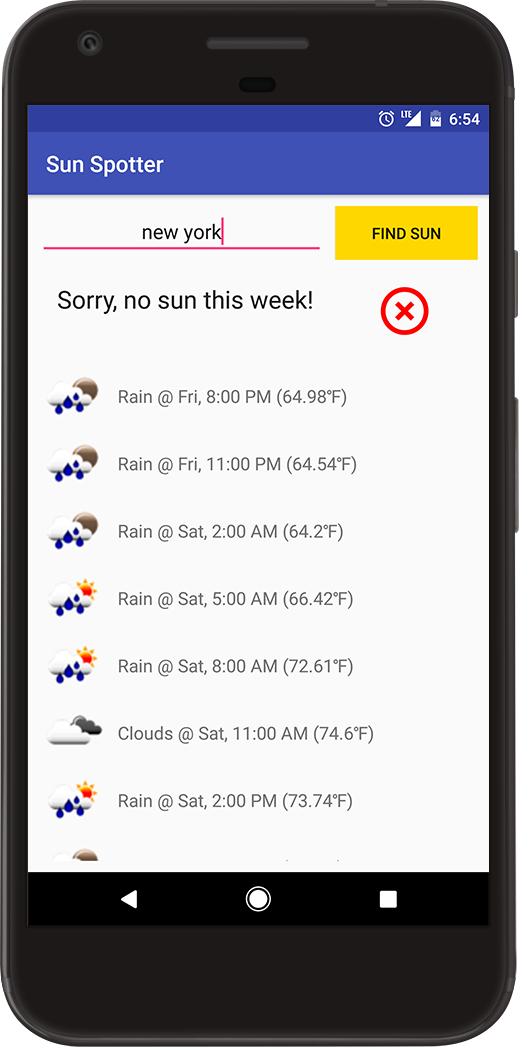 LTE 62 6:54
Sun Spotter
new york
FIND SUN
Sorry, no sun this week!
Rain @ Fri, 8:00 PM (64.98°F)
Rain @ Fri, 11:00 PM (64.54°F)
Rain @ Sat, 2:00 AM (64.2°F)
Rain @ Sat, 5:00 AM (66.42°F)
Rain @ Sat, 8:00 AM (72.61°F)
Clouds @ Sat, 11:00 AM (74.6°F)
Rain @ Sat, 2:00 PM (73.74°F)